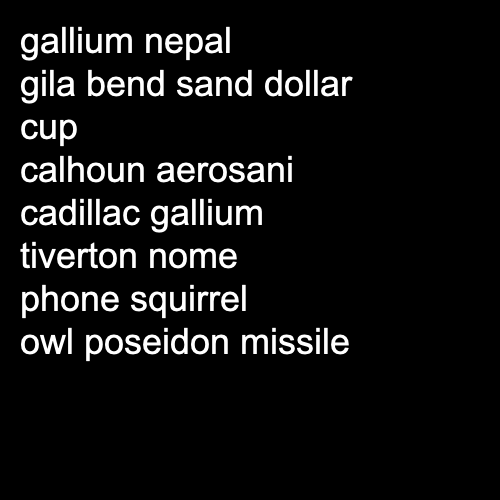 gallium nepal
gila bend sand dollar
cup
calhoun aerosani
cadillac gallium
tiverton nome
phone squirrel
owl poseidon missile